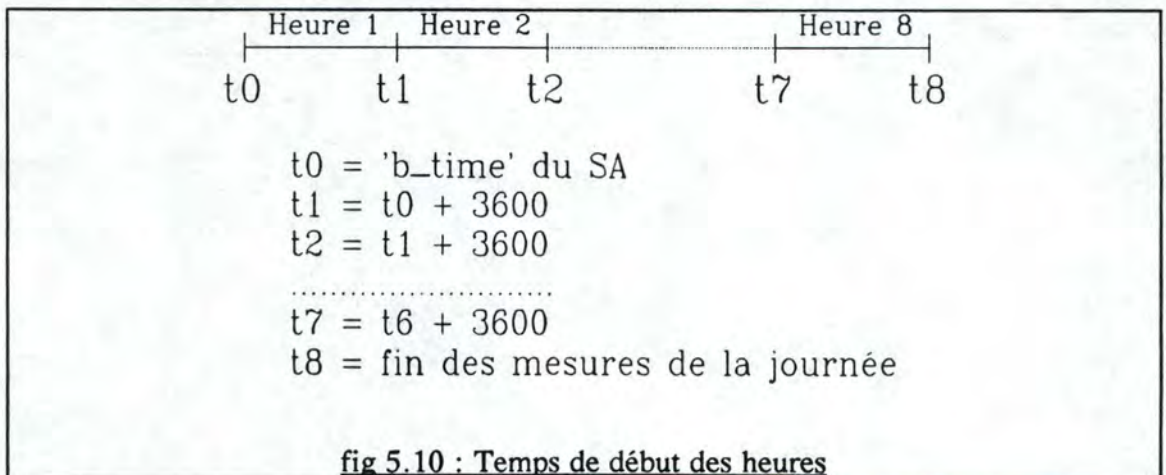 Heure 1 Heure 2 Heure 8
t0 t1 t2 t7 t8
t0 = 'b_time' du SA
t1 = t0 + 3600
t2 = t1 + 3600
..........................
t7 = t6 + 3600
t8 = fin des mesures de la journée
fig 5.10 : Temps de début des heures